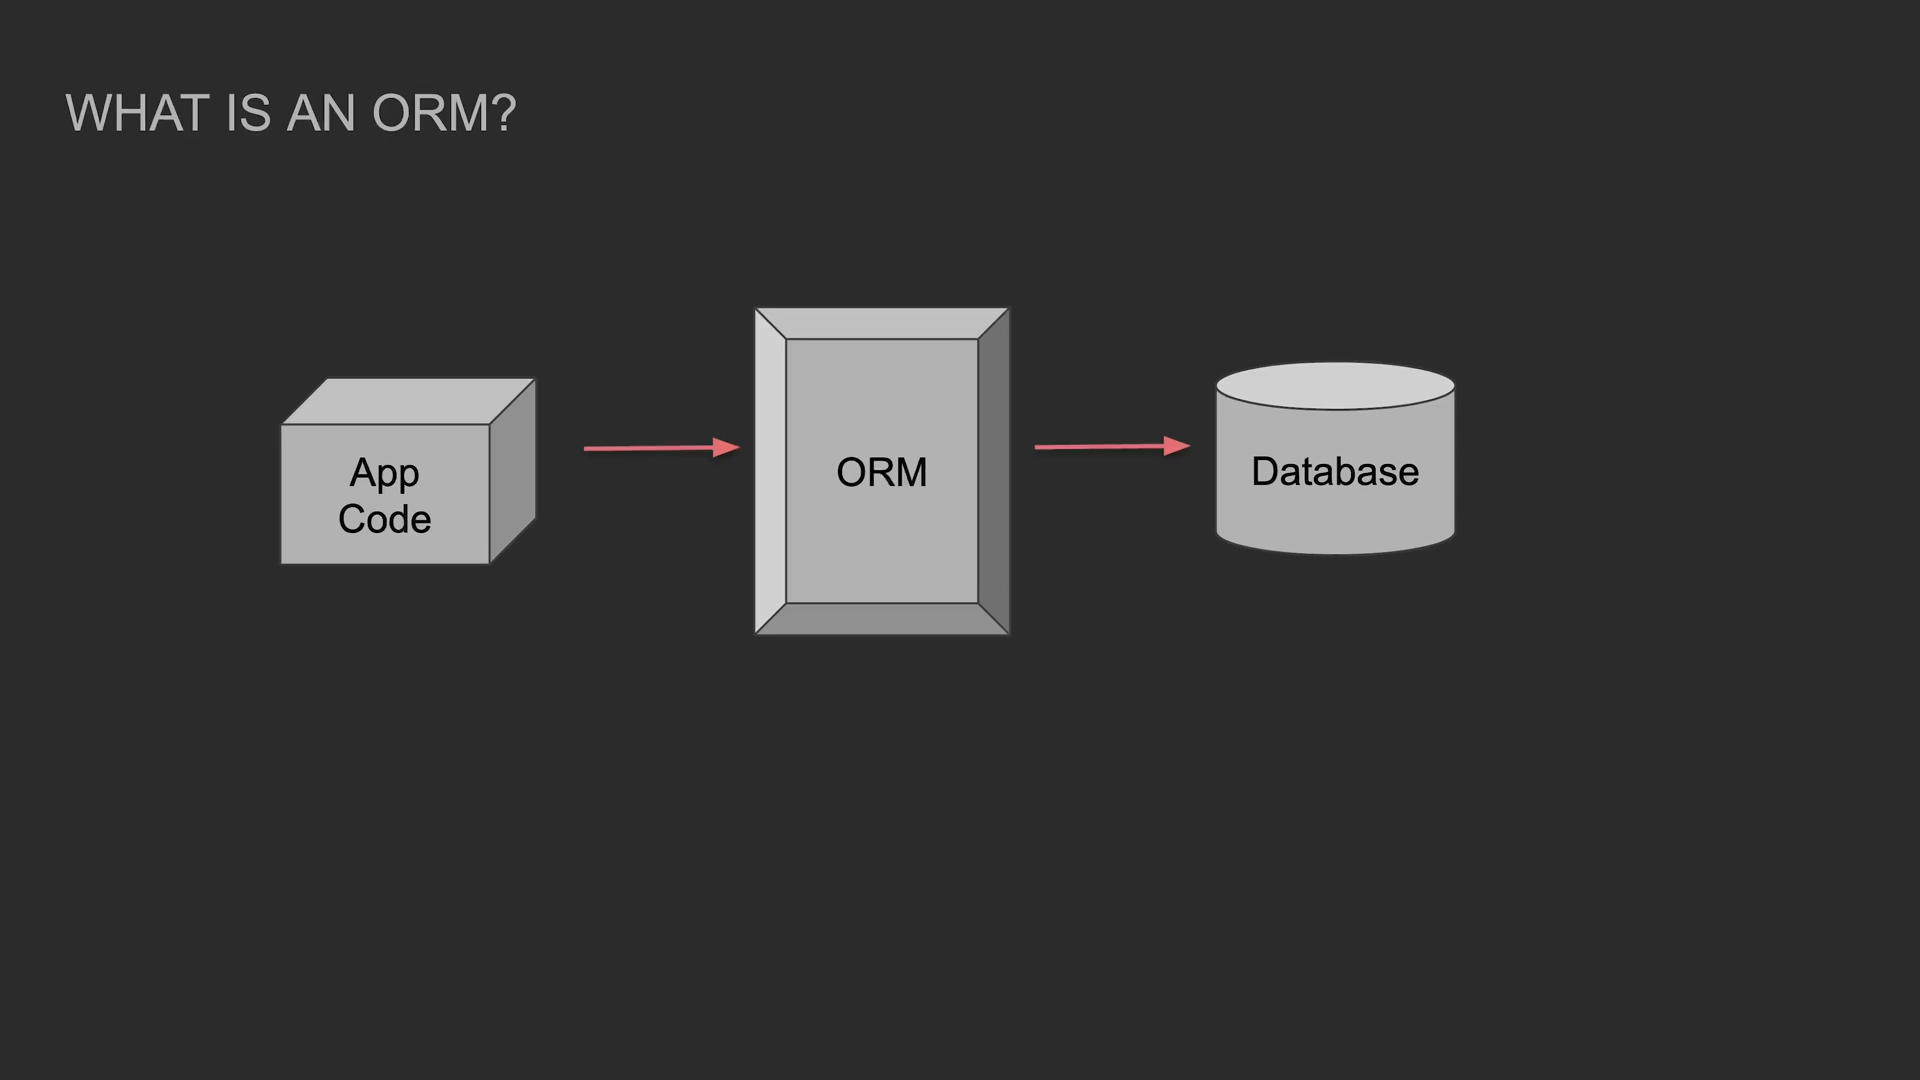 WHAT IS AN ORM?
App
Code
ORM
Database